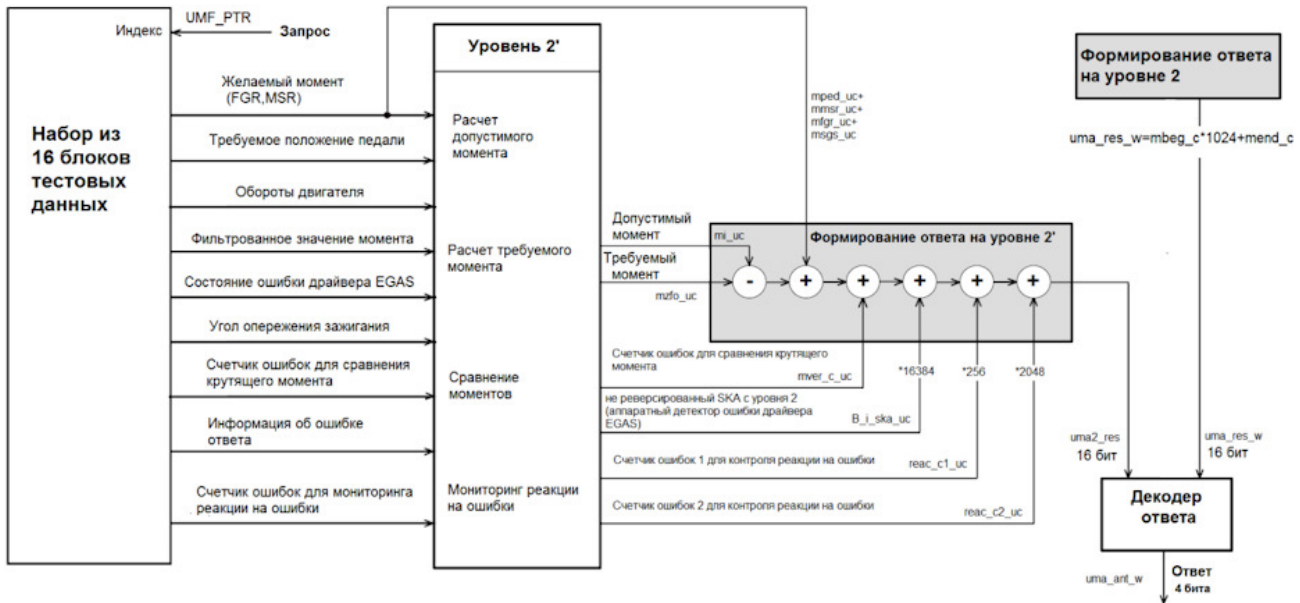 Индекс
UMF_PTR
Запрос
Набор из
16 блоков
тестовых
данных
Желаемый момент
(FGR,MSR)
Требуемое положение педали
Обороты двигателя
Фильтрованное значение момента
Состояние ошибки драйвера EGAS
Угол опережения зажигания
Счетчик ошибок для сравнения
крутящего момента
Информация об ошибке
ответа
Счетчик ошибок для мониторинга
реакции на ошибки
Уровень 2'
Расчет
допустимого
момента
Расчет требуемого
момента
Сравнение
моментов
Мониторинг реакции
на ошибки
Допустимый
момент
Требуемый
момент
mzfo_uc
mi_uc
mped_uc+
mmsr_uc+
mfgr_uc+
msgs_uc
Формирование ответа на уровне 2'
-
+
+
+
+
+
Счетчик ошибок для сравнения крутящего
момента
mver_c_uc
*16384
*256
*2048
не реверсированный SKA с уровня 2
(аппаратный детектор ошибки драйвера
EGAS)
B_i_ska_uc
Счетчик ошибок 1 для контроля реакции на ошибки
reac_c1_uc
Счетчик ошибок 2 для контроля реакции на ошибки
reac_c2_uc
Формирование ответа
на уровне 2
uma_res_w=mbeg_c*1024+mend_c
uma2_res
16 бит
uma_res_w
16 бит
Декодер
ответа
uma_ant_w
Ответ
4 бита